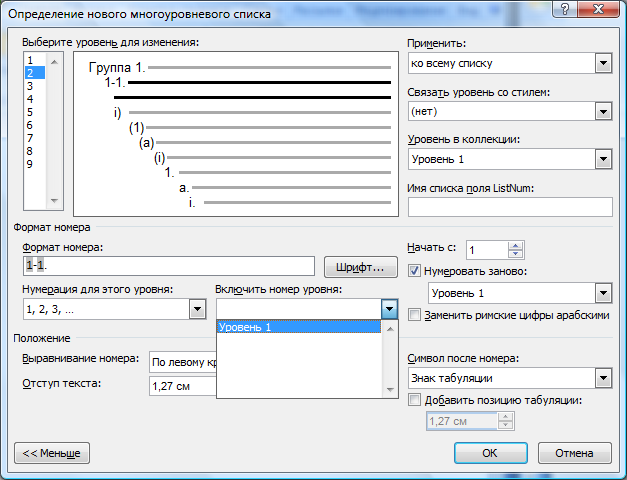 Определение нового многоуровневого списка
Выберите уровень для изменения:
1
2
3
4
5
6
7
8
9
Группа 1.
1-1.
i)
(1)
(a)
(i)
1.
a.
i.
Применить:
ко всему списку
Связать уровень со стилем:
(нет)
Уровень в коллекции:
Уровень 1
Имя списка поля ListNum:
Формат номера
Формат номера:
1-1.
Шрифт...
Начать с:
1
Нумеровать заново:
Уровень 1
Заменить римские цифры арабскими
Нумерация для этого уровня:
1, 2, 3, ...
Включить номер уровня:
Уровень 1
Положение
Выравнивание номера:
По левому кр
Отступ текста:
1,27 см
Символ после номера:
Знак табуляции
Добавить позицию табуляции:
1,27 см
<< Меньше
ОК
Отмена